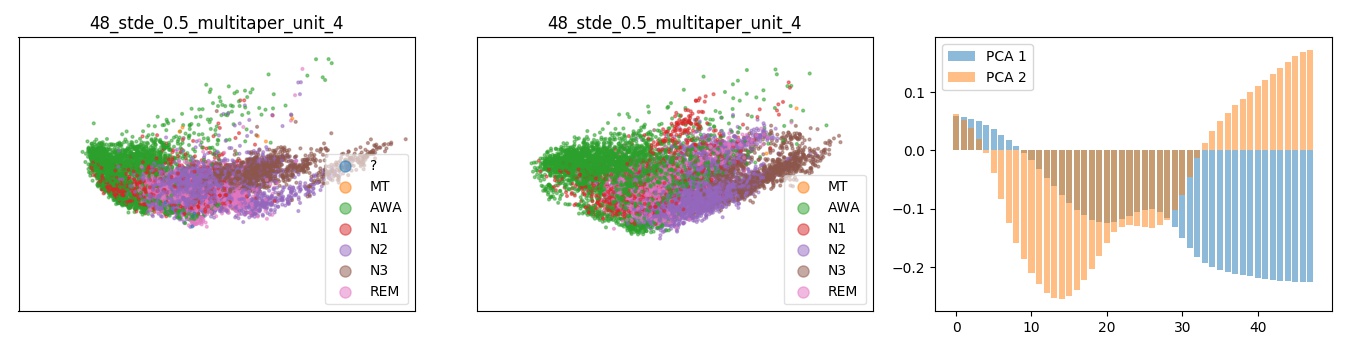 48_stde_0.5_multitaper_unit_4
?
MT
AWA
N1
N2
N3
REM
48_stde_0.5_multitaper_unit_4
MT
AWA
N1
N2
N3
REM
PCA 1
PCA 2
0.1
0.0
−0.1
−0.2
0
10
20
30
40